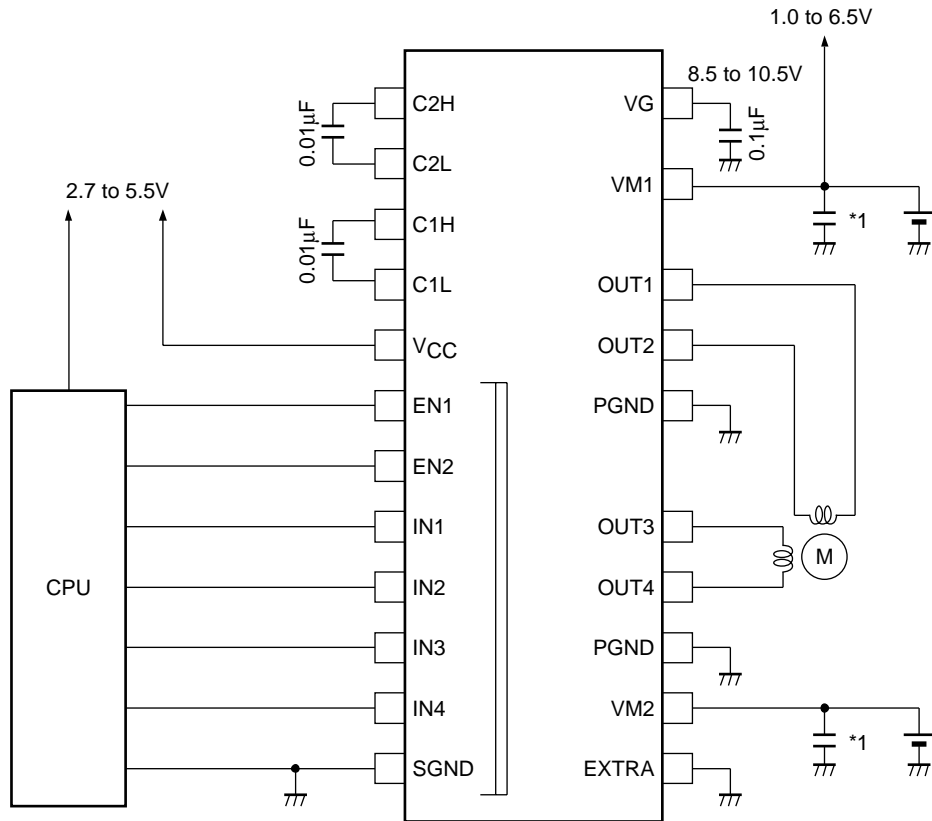 1.0 to 6.5V
8.5 to 10.5V
2.7 to 5.5V
0.01μF
0.01μF
0.1μF
C2H
C2L
C1H
C1L
VCC
EN1
EN2
IN1
IN2
IN3
IN4
SGND
VG
VM1
OUT1
OUT2
PGND
OUT3
OUT4
PGND
VM2
EXTRA
*1
*1
CPU
M